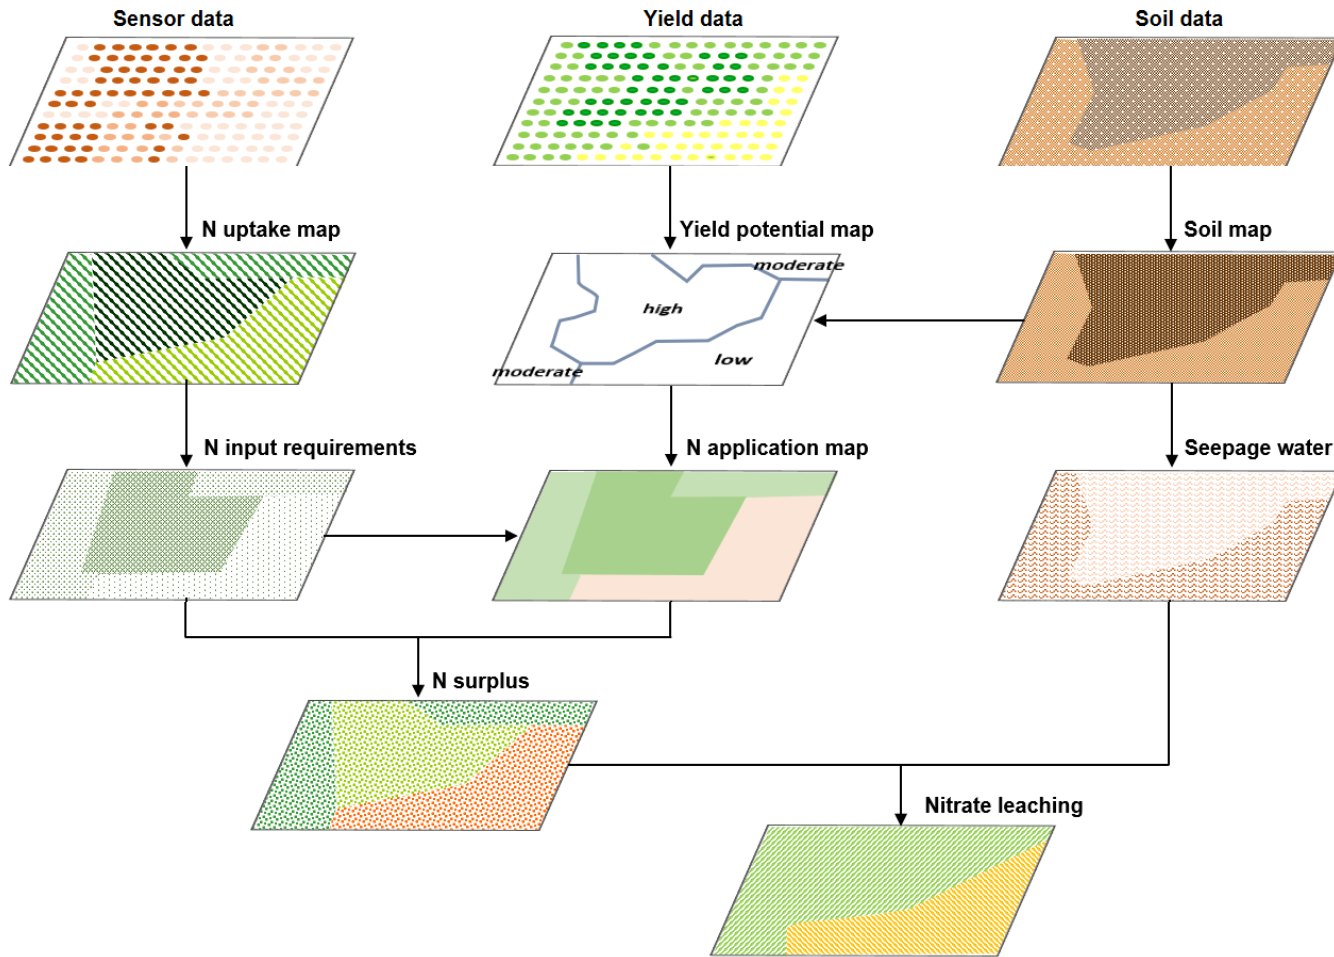 Sensor data
Yield data
Soil data
N uptake map
Yield potential map
Soil map
moderate
high
low
moderate
N input requirements
N application map
Seepage water
N surplus
Nitrate leaching